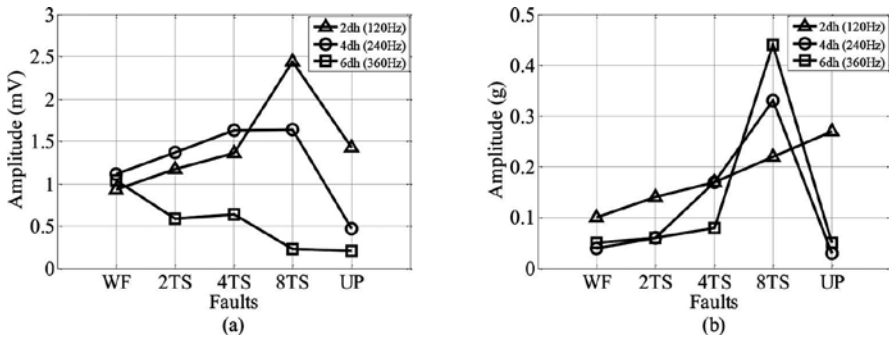 3
2.5
2
1.5
1
0.5
0
Amplitude (mV)
2dh (120Hz)
4dh (240Hz)
6dh (360Hz)
WF 2TS 4TS 8TS UP
Faults
(a)
0.5
0.4
0.3
0.2
0.1
0
Amplitude (g)
2dh (120Hz)
4dh (240Hz)
6dh (360Hz)
WF 2TS 4TS 8TS UP
Faults
(b)